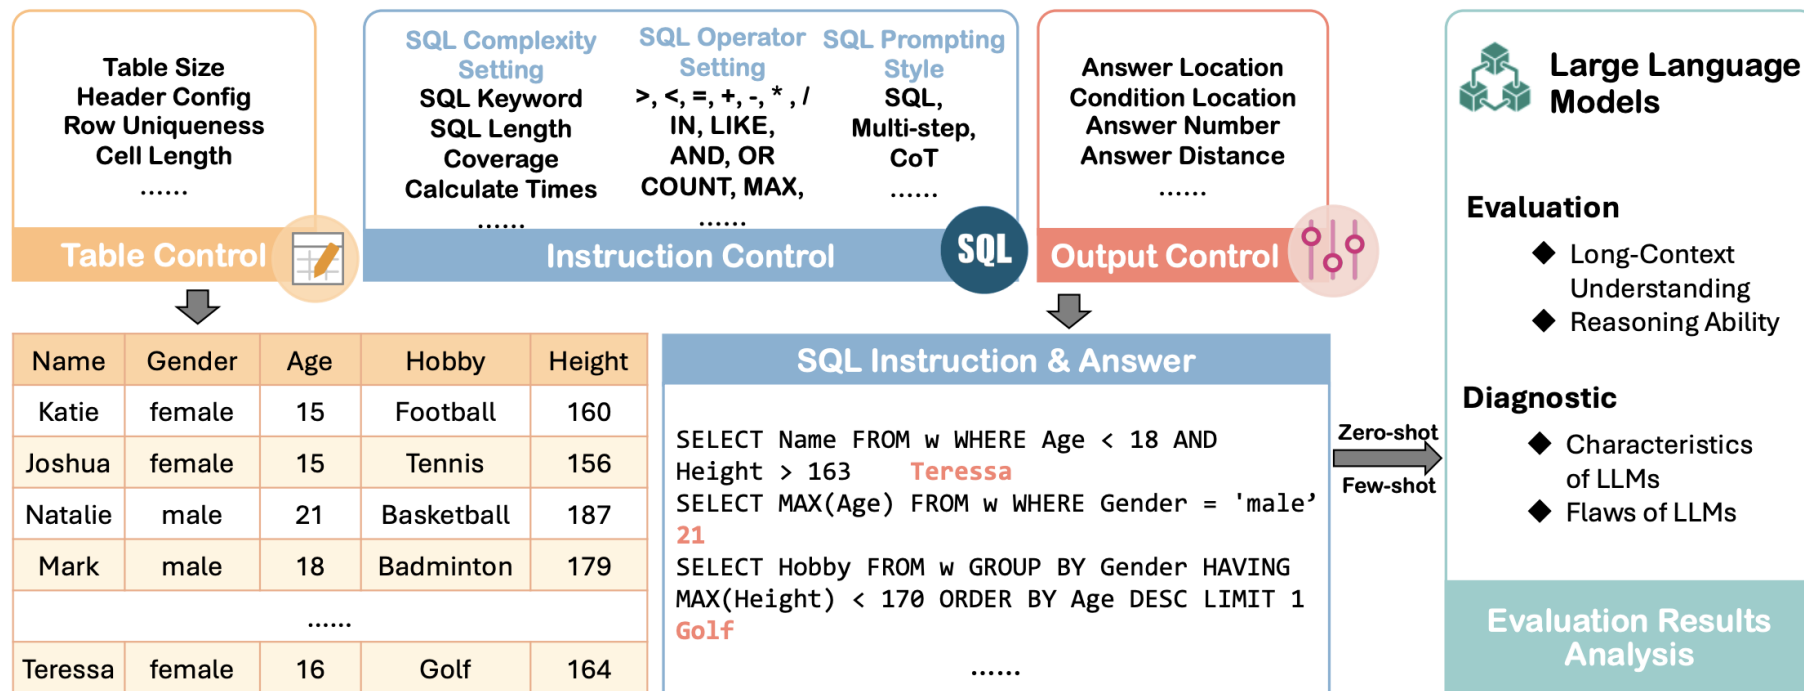 Table Size
Header Config
Row Uniqueness
Cell Length
......
Table Control
SQL Complexity
Setting
SQL Keyword
SQL Length
Coverage
Calculate Times
......
SQL Operator
Setting
>, <, =, +, -, * , /
IN, LIKE,
AND, OR
COUNT, MAX,
......
SQL Prompting
Style
SQL,
Multi-step,
CoT
......
Instruction Control
SQL
Answer Location
Condition Location
Answer Number
Answer Distance
......
Output Control
Name Gender Age Hobby Height
Katie female 15 Football 160
Joshua female 15 Tennis 156
Natalie male 21 Basketball 187
Mark male 18 Badminton 179
......
Teressa female 16 Golf 164
SQL Instruction & Answer
SELECT Name FROM w WHERE Age < 18 AND
Height > 163 Teressa
SELECT MAX(Age) FROM w WHERE Gender = 'male’
21
SELECT Hobby FROM w GROUP BY Gender HAVING
MAX(Height) < 170 ORDER BY Age DESC LIMIT 1
Golf
......
Zero-shot
Few-shot
Large Language
Models
Evaluation
◆ Long-Context
Understanding
◆ Reasoning Ability
Diagnostic
◆ Characteristics
of LLMs
◆ Flaws of LLMs
Evaluation Results
Analysis